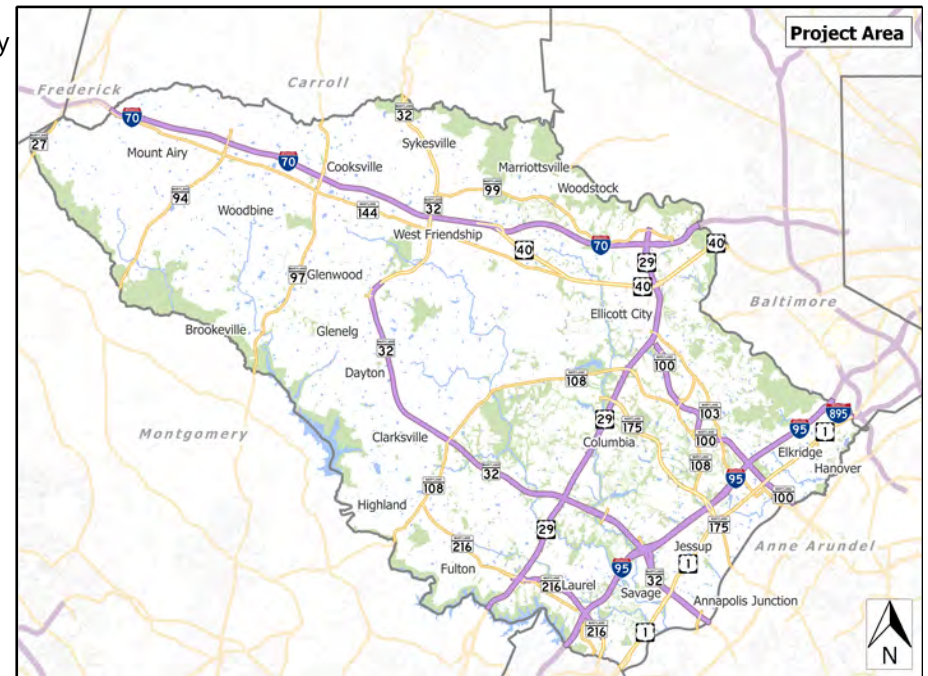 y
Project Area
Frederick
Carroll
70
MARYLAND 32
27
Mount Airy
Sykesville
70
Cooksville
Marriottsville
99
Woodstock
94
Woodbine
144
32
West Friendship
40
70
40
29
97
Glenwood
40
Baltimore
Ellicott City
Brookeville
Glenelg
32
Dayton
108
100
Montgomery
29
175
103
95
895
1
Clarksville
Columbia
100
Elkridge
32
108
Hanover
108
95
100
Highland
29
175
216
Jessup
Anne Arundel
Fulton
95
1
216
Laurel
32
Savage
Annapolis Junction
216
1
N